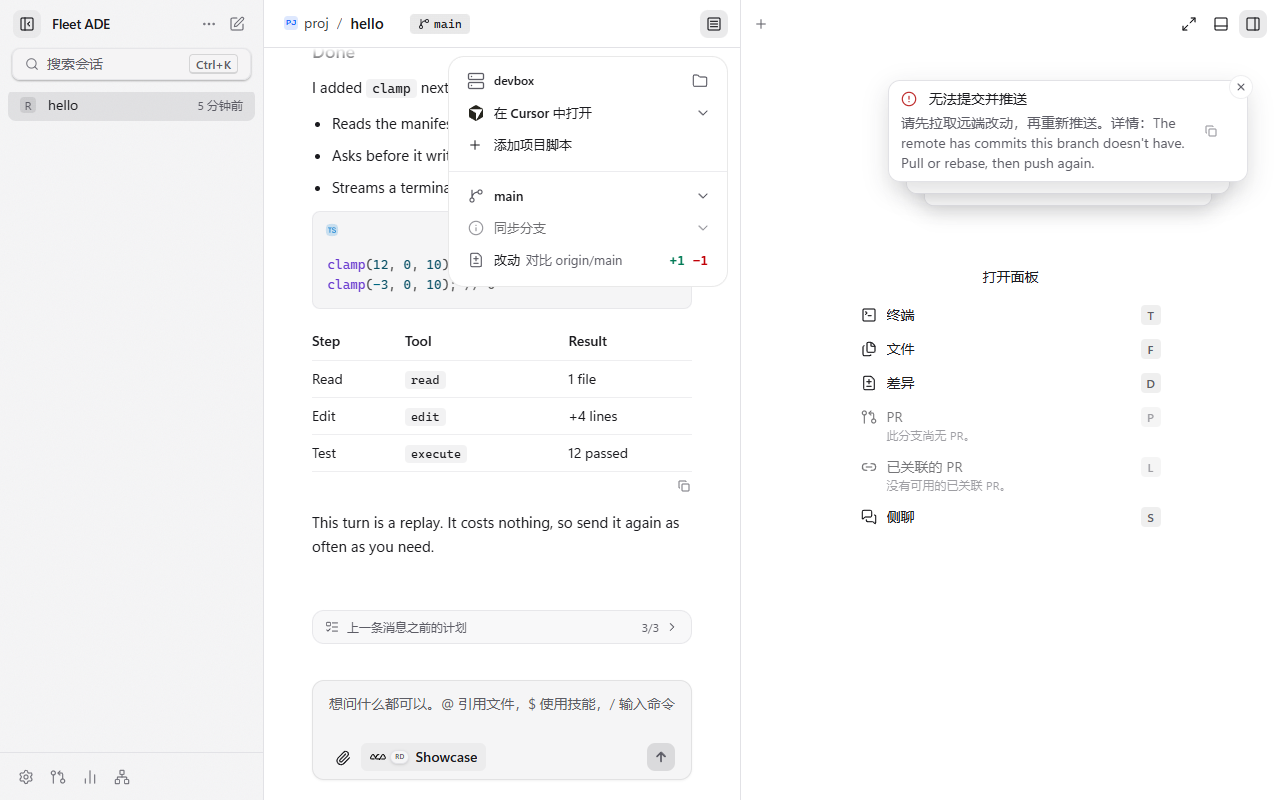 Fleet ADE
搜索会话
Ctrl+K
R hello 5 分钟前
PJ proj / hello main
Done
I added clamp next
Reads the manifes
Asks before it writ
Streams a termina
TS
clamp(12, 0, 10)
clamp(-3, 0, 10);
Step Tool Result
Read read 1 file
Edit edit +4 lines
Test execute 12 passed
This turn is a replay. It costs nothing, so send it again as
often as you need.
上一条消息之前的计划 3/3
想问什么都可以。@ 引用文件，$ 使用技能，/ 输入命令
RD Showcase
devbox
在 Cursor 中打开
添加项目脚本
main
同步分支
改动 对比 origin/main +1 −1
无法提交并推送
请先拉取远端改动，再重新推送。详情：The
remote has commits this branch doesn't have.
Pull or rebase, then push again.
打开面板
终端 T
文件 F
差异 D
PR P
此分支尚无 PR。
已关联的 PR L
没有可用的已关联 PR。
侧聊 S